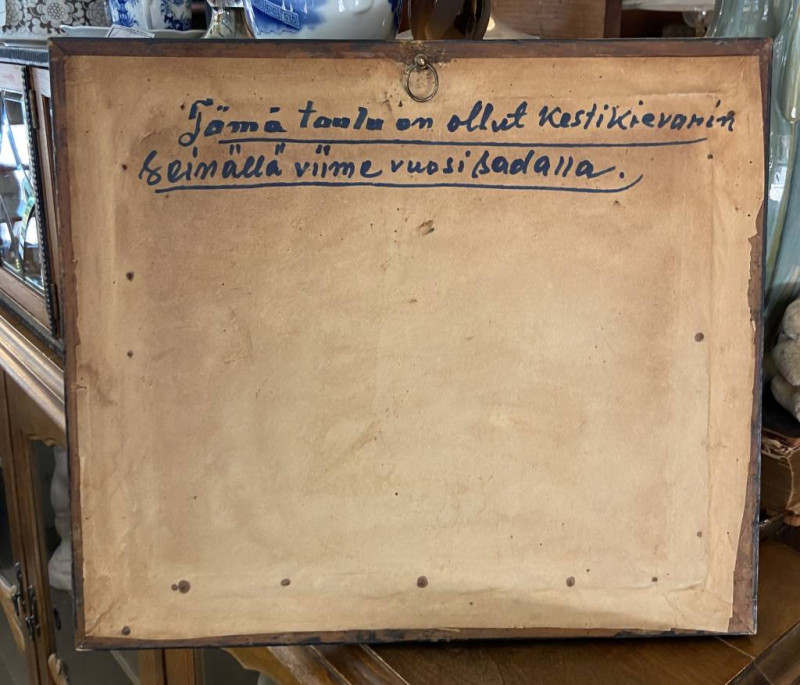 Tämä taulu on ollut Kestikievarin
seinällä viime vuosisadalla.